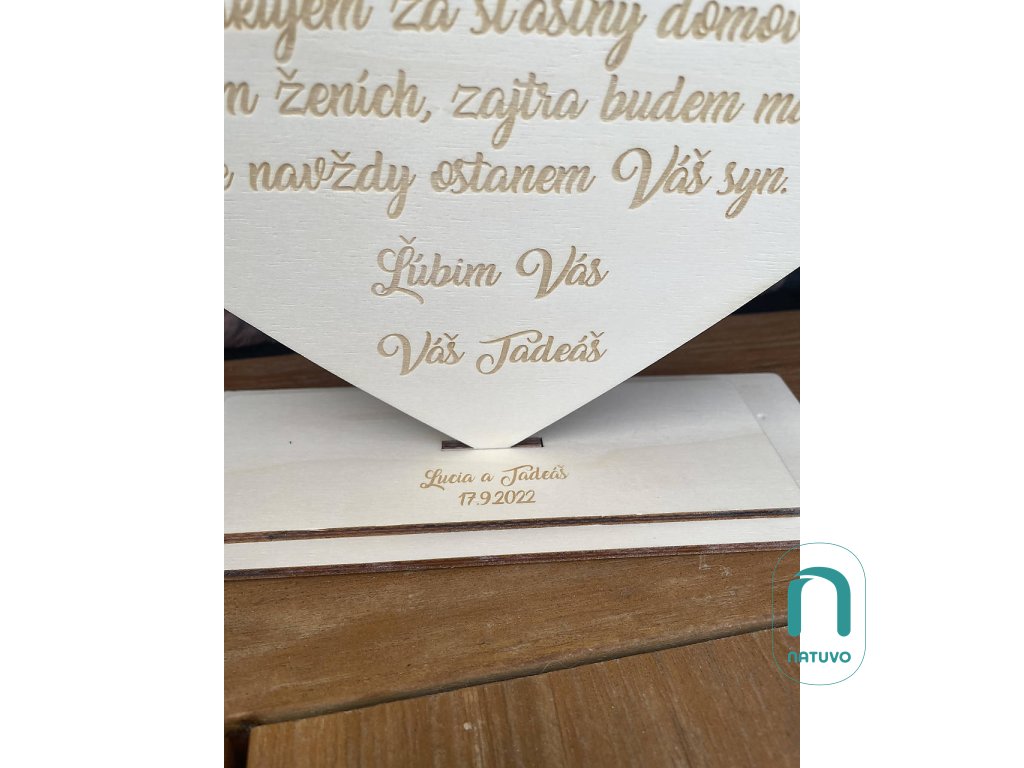 za šťastný domov
ženích, zajtra budem
navždy ostanem Váš syn.
Ľúbim Vás
Váš Tadeáš
Lucia a Tadeáš
17.9.2022
NATUVO